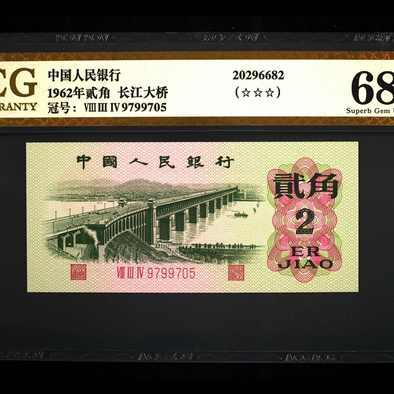 CG
RRANTY
中国人民银行
1962年贰角 长江大桥
冠号：Ⅷ Ⅲ Ⅳ 9799705
20296682
(☆☆☆)
68
Superb Gem U
中國人民銀行
貳角
2
ER
JIAO
Ⅷ Ⅲ Ⅳ 9799705